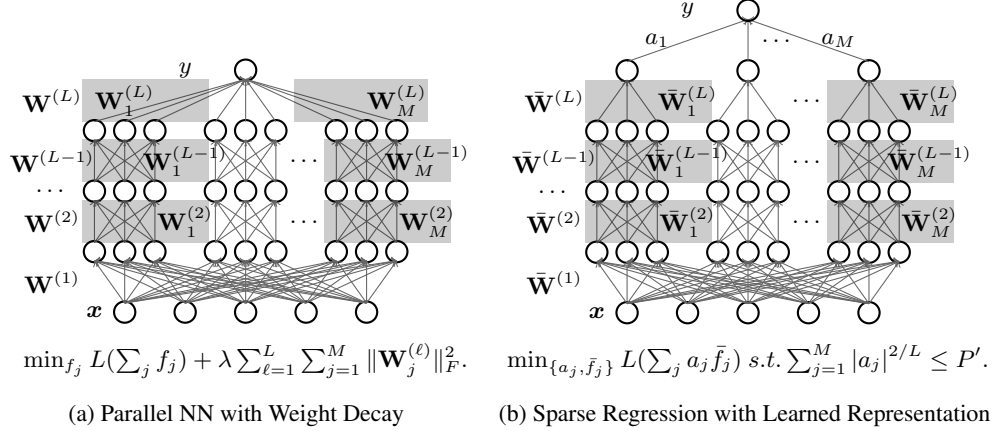 y
W^{(L)} W_1^{(L)} W_M^{(L)}
W^{(L-1)} W_1^{(L-1)} ... W_M^{(L-1)}
...
W^{(2)} W_1^{(2)} ... W_M^{(2)}
W^{(1)}
x
min_{f_j} L(∑_j f_j) + λ ∑_{ℓ=1}^{L} ∑_{j=1}^{M} ‖W_j^{(ℓ)}‖_F^2.
(a) Parallel NN with Weight Decay
y
a_1 ... a_M
W̄^{(L)} W̄_1^{(L)} ... W̄_M^{(L)}
W̄^{(L-1)} W̄_1^{(L-1)} ... W̄_M^{(L-1)}
...
W̄^{(2)} W̄_1^{(2)} ... W̄_M^{(2)}
W̄^{(1)}
x
min_{\{a_j, f̄_j\}} L(∑_j a_j f̄_j) s.t. ∑_{j=1}^{M} |a_j|^{2/L} ≤ P′.
(b) Sparse Regression with Learned Representation